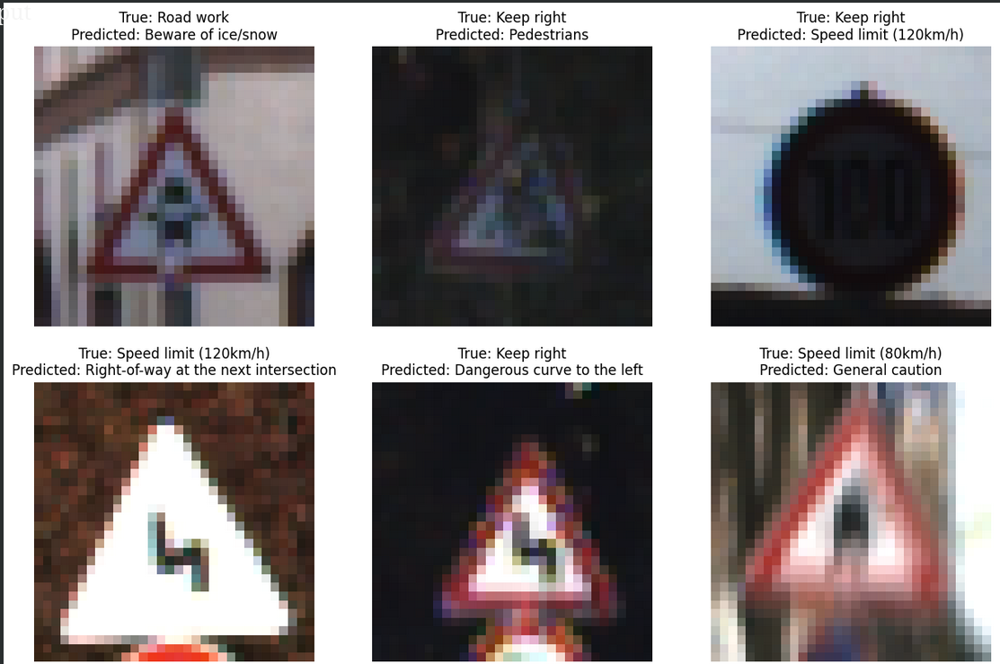 put
True: Road work
Predicted: Beware of ice/snow
True: Keep right
Predicted: Pedestrians
True: Keep right
Predicted: Speed limit (120km/h)
100
True: Speed limit (120km/h)
Predicted: Right-of-way at the next intersection
True: Keep right
Predicted: Dangerous curve to the left
True: Speed limit (80km/h)
Predicted: General caution